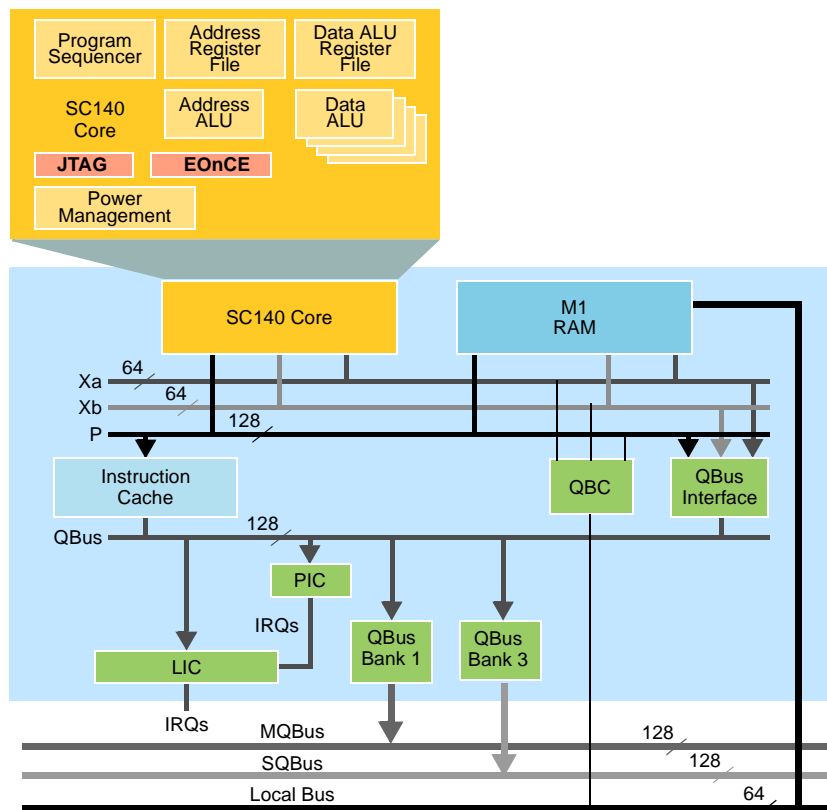 Program
Sequencer
Address
Register
File
Data ALU
Register
File
SC140
Core
Address
ALU
Data
ALU
JTAG
EOnCE
Power
Management
SC140 Core
M1
RAM
Xa
64
Xb
64
P
128
Instruction
Cache
QBC
QBus
Interface
QBus
128
PIC
IRQs
QBus
Bank 1
QBus
Bank 3
LIC
IRQs
MQBus
128
SQBus
128
Local Bus
64